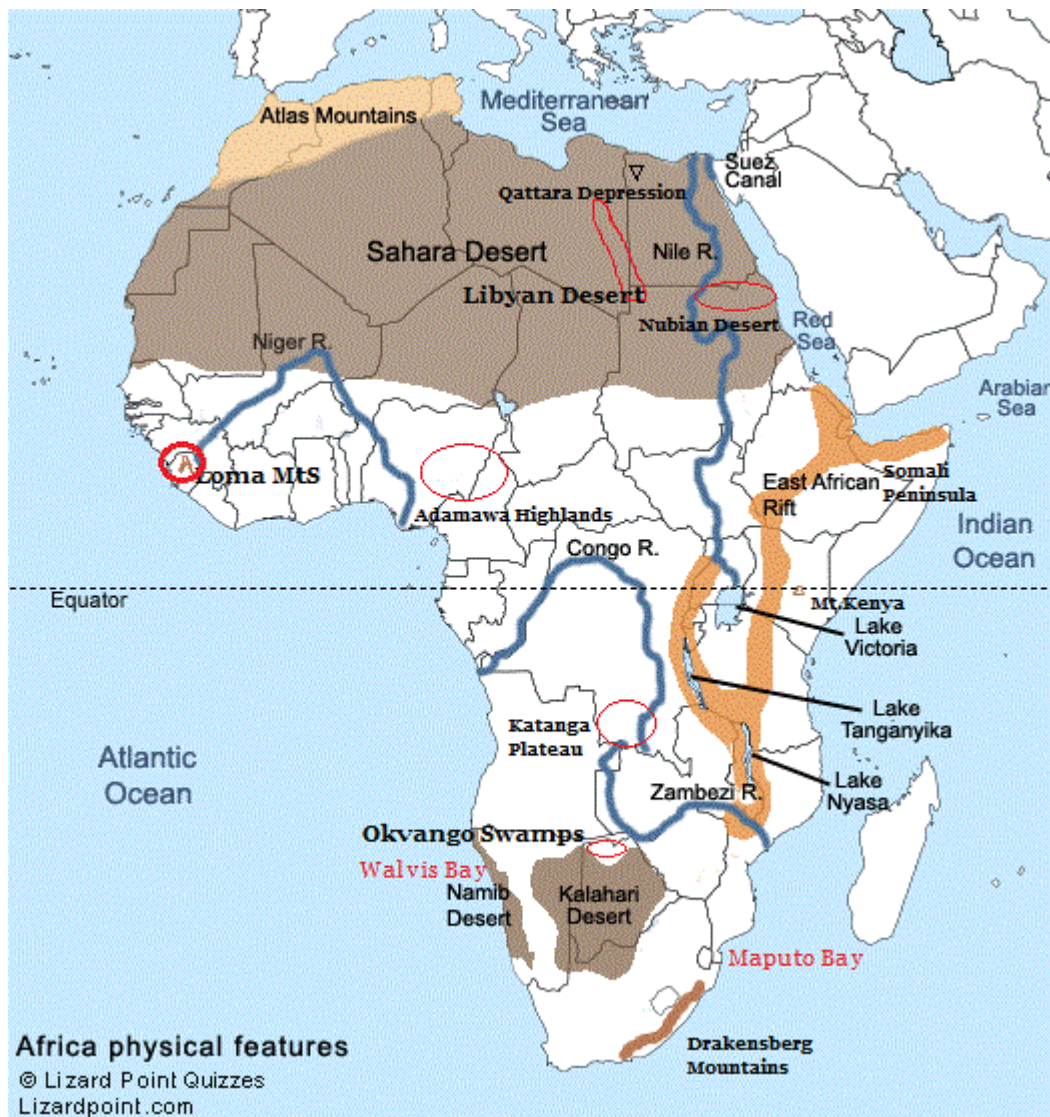 Mediterranean
Sea
Atlas Mountains
Suez
Canal
Qattara Depression
Sahara Desert
Nile R.
Libyan Desert
Nubian Desert
Red
Sea
Niger R.
Arabian
Sea
Loma MtS
East African
Rift
Somali
Peninsula
Adamawa Highlands
Indian
Ocean
Congo R.
Equator
Mt.Kenya
Lake
Victoria
Lake
Tanganyika
Katanga
Plateau
Atlantic
Ocean
Lake
Nyasa
Zambezi R.
Okvango Swamps
Walvis Bay
Namib
Desert
Kalahari
Desert
Maputo Bay
Drakensberg
Mountains
Africa physical features
© Lizard Point Quizzes
Lizardpoint.com